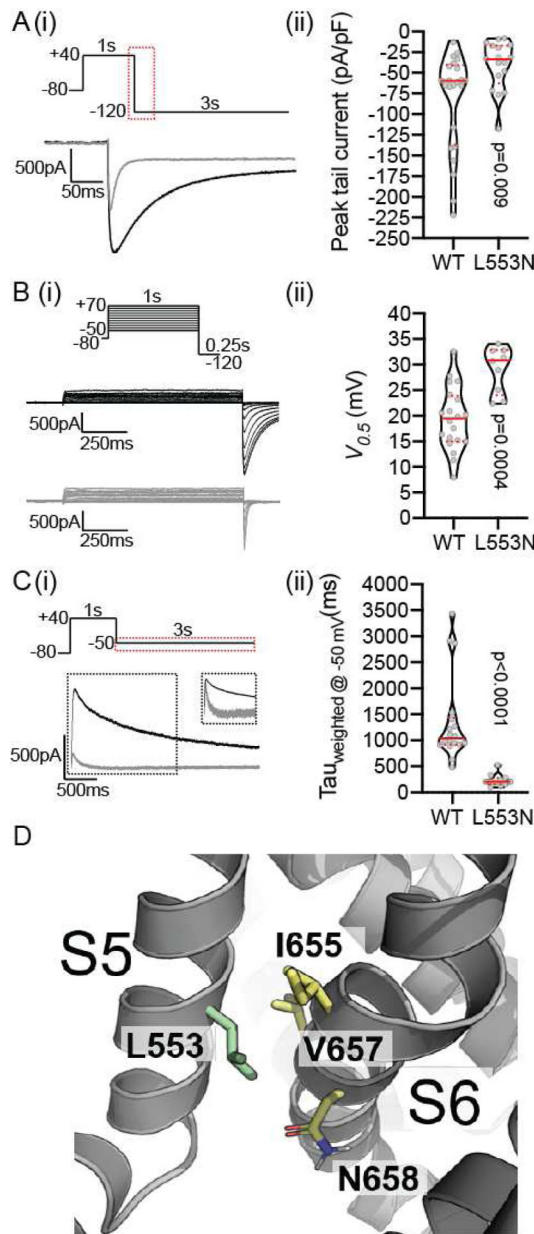 A (i)
+40
1s
-80
-120
3s
500pA
50ms
(ii)
Peak tail current (pA/pF)
0
-25
-50
-75
-100
-125
-150
-175
-200
-225
-250
p=0.009
WT L553N
B (i)
+70
1s
-50
-80
0.25s
-120
500pA
250ms
500pA
250ms
(ii)
V0.5 (mV)
40
35
30
25
20
15
10
5
0
p=0.0004
WT L553N
C (i)
+40
1s
3s
-50
-80
500pA
500ms
(ii)
Tauweighted @ -50 mV (ms)
4000
3500
3000
2500
2000
1500
1000
500
0
p<0.0001
WT L553N
D
S5
I655
L553
V657
S6
N658